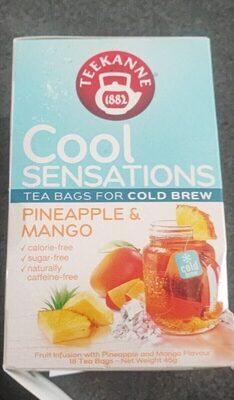 TEEKANNE
1882
Cool
SENSATIONS
TEA BAGS FOR COLD BREW
PINEAPPLE &
MANGO
✓ calorie-free
✓ sugar-free
✓ naturally
caffeine-free
cold
Fruit Infusion with Pineapple and Mango Flavour
18 Tea Bags - Net Weight 45g